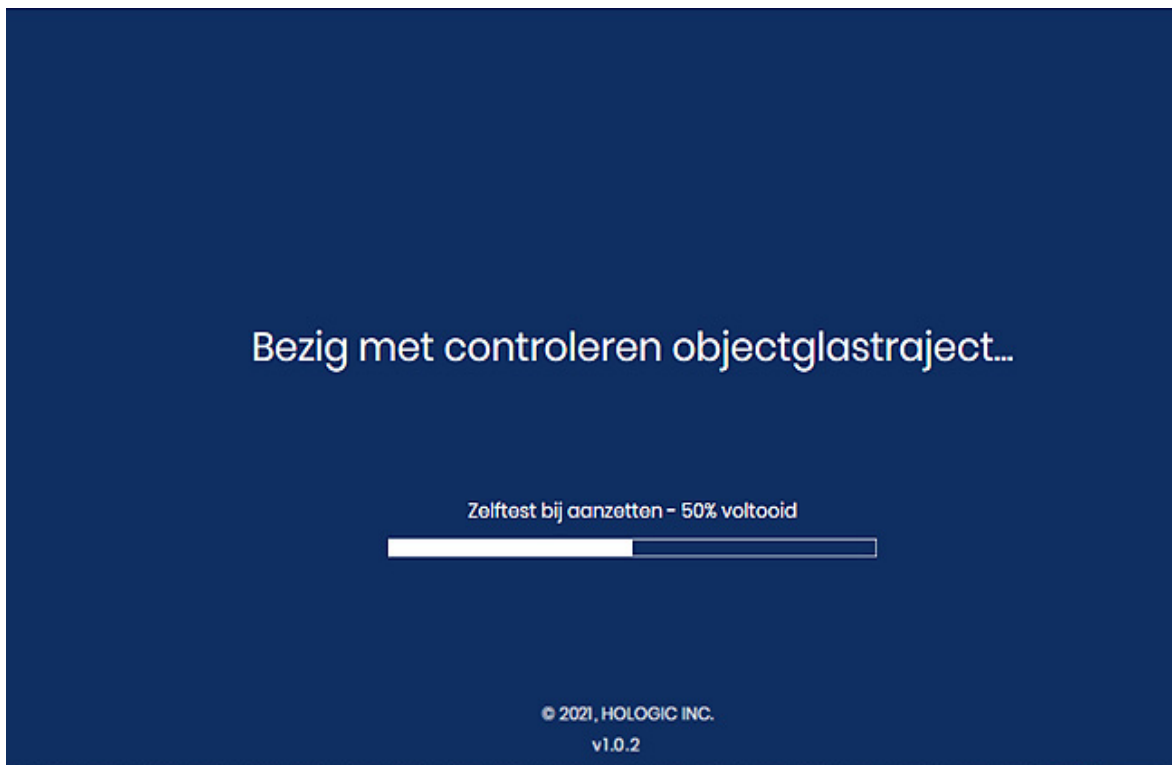 Bezig met controleren objectglastraject...
Zelftest bij aanzetten - 50% voltooid
© 2021, HOLOGIC INC.
v1.0.2